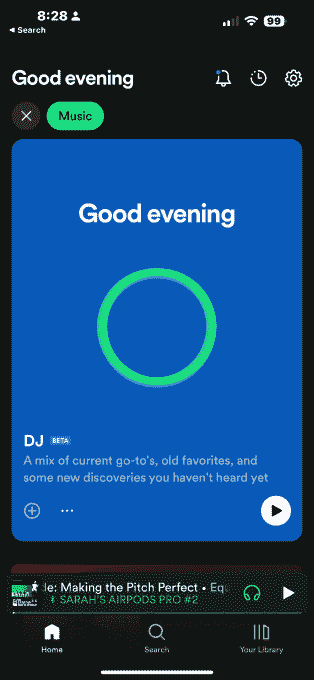 8:28
99
Search
Good evening
Music
Good evening
DJ BETA
A mix of current go-to's, old favorites, and
some new discoveries you haven't heard yet
le: Making the Pitch Perfect • Eq
SARAH'S AIRPODS PRO #2
Home
Search
Your Library